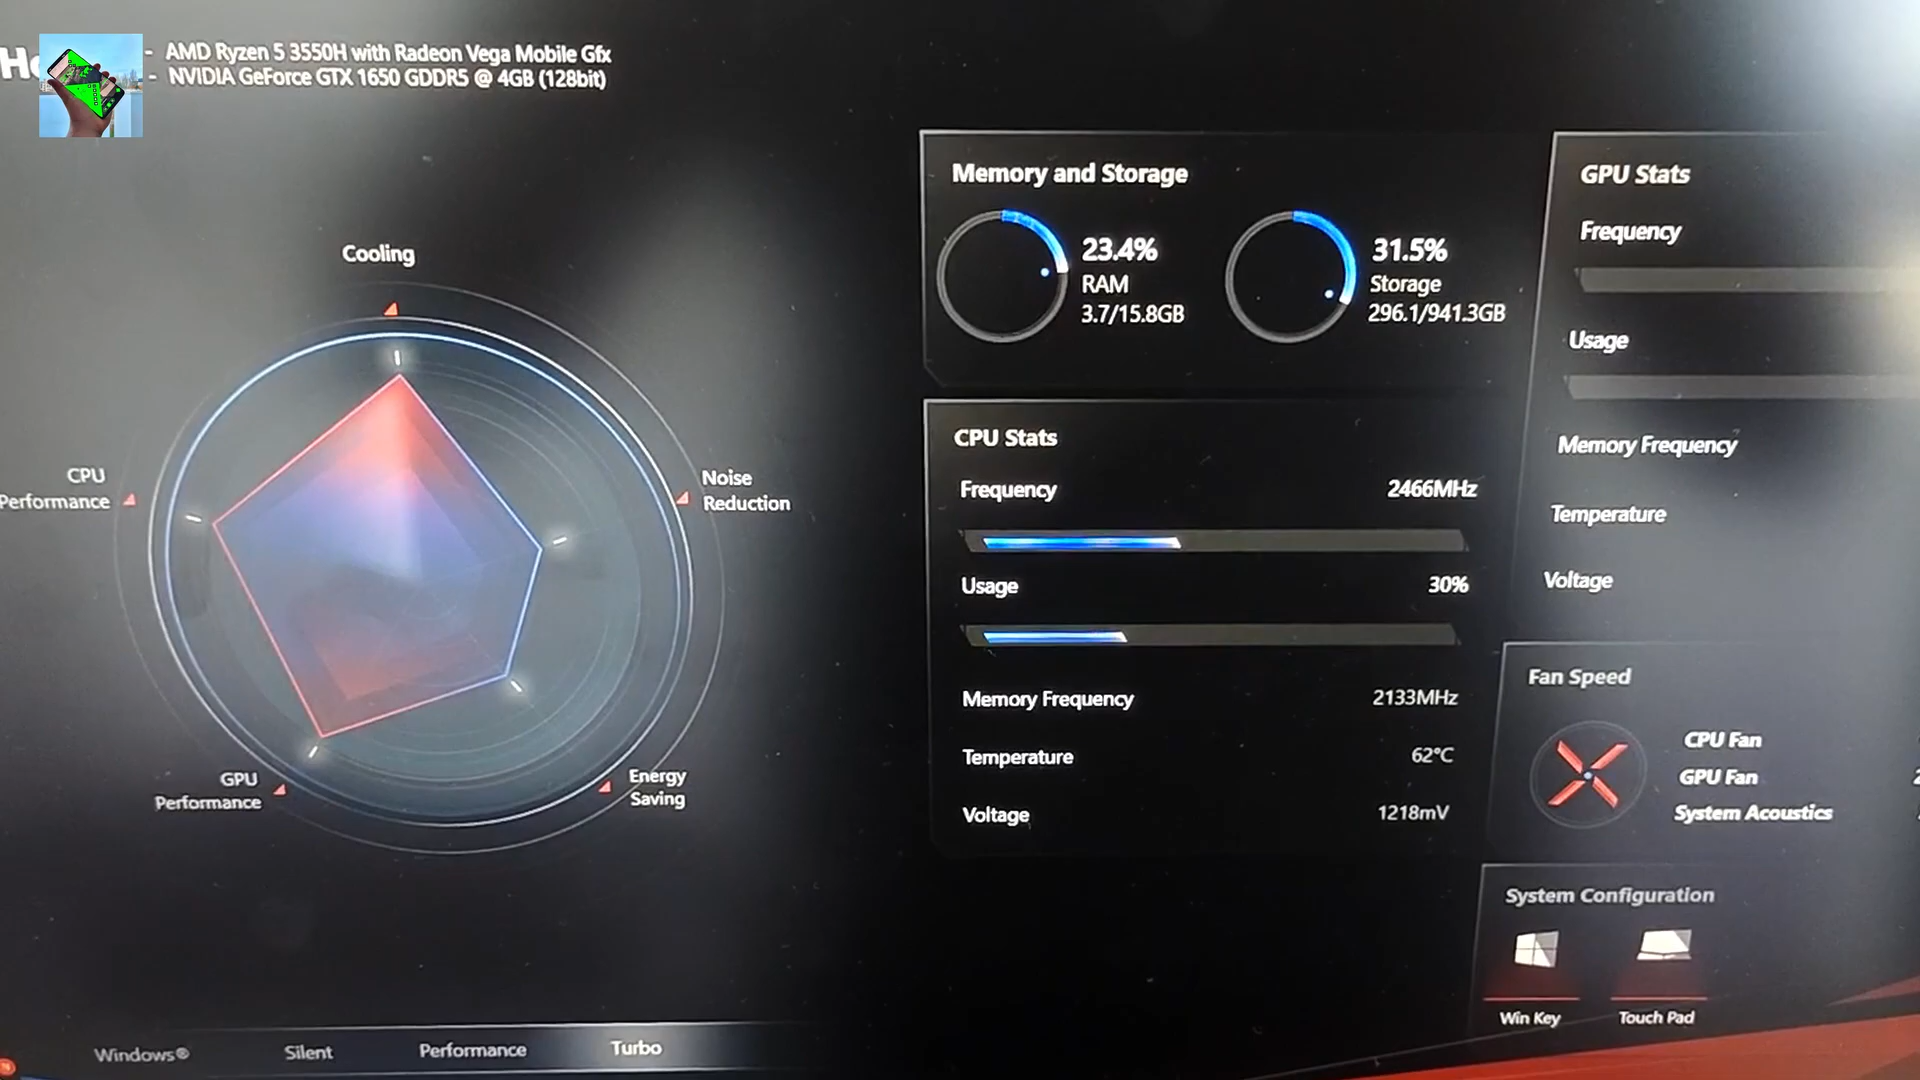 - AMD Ryzen 5 3550H with Radeon Vega Mobile Gfx
- NVIDIA GeForce GTX 1650 GDDR5 @ 4GB (128bit)
Cooling
CPU
Performance
Noise
Reduction
GPU
Performance
Energy
Saving
Memory and Storage
23.4%
RAM
3.7/15.8GB
31.5%
Storage
296.1/941.3GB
CPU Stats
Frequency 2466MHz
Usage 30%
Memory Frequency 2133MHz
Temperature 62°C
Voltage 1218mV
GPU Stats
Frequency
Usage
Memory Frequency
Temperature
Voltage
Fan Speed
CPU Fan
GPU Fan
System Acoustics
System Configuration
Win Key Touch Pad
Windows® Silent Performance Turbo